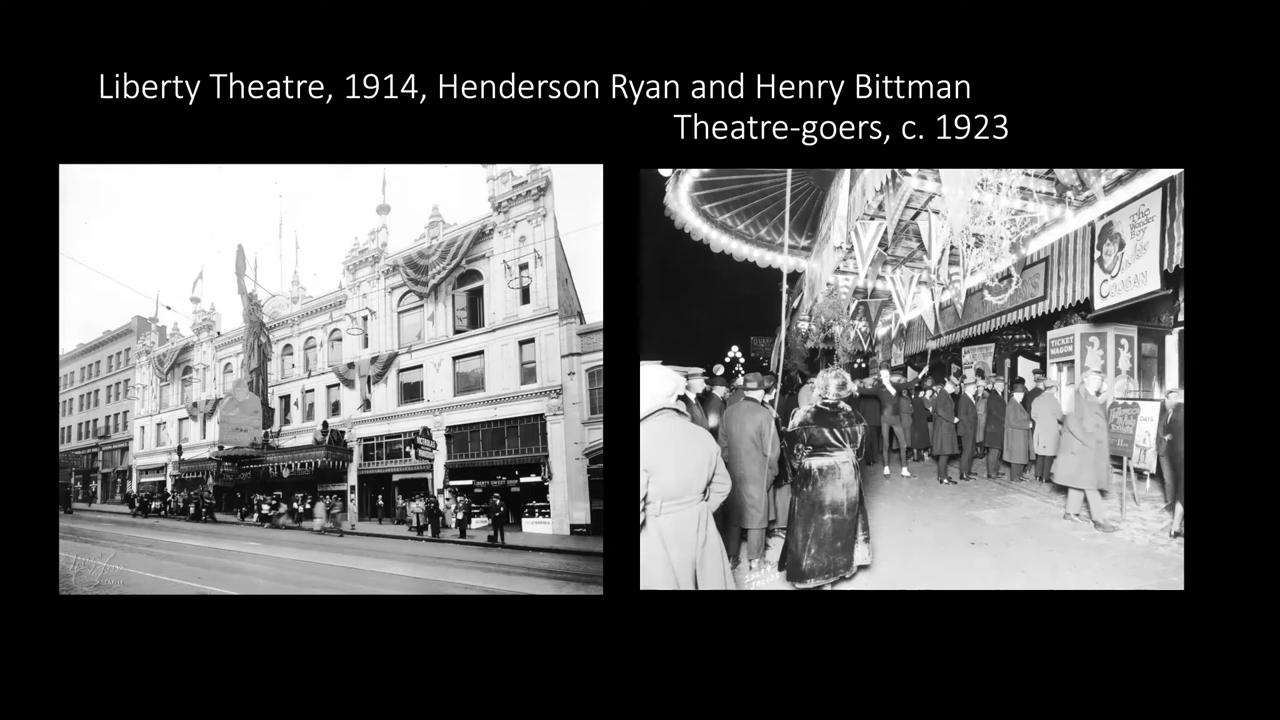 Liberty Theatre, 1914, Henderson Ryan and Henry Bittman
Theatre-goers, c. 1923
LIBERTY SWEET SHOP
The
Wonder
Boy
COOGAN
TICKET
WAGON
DAYS